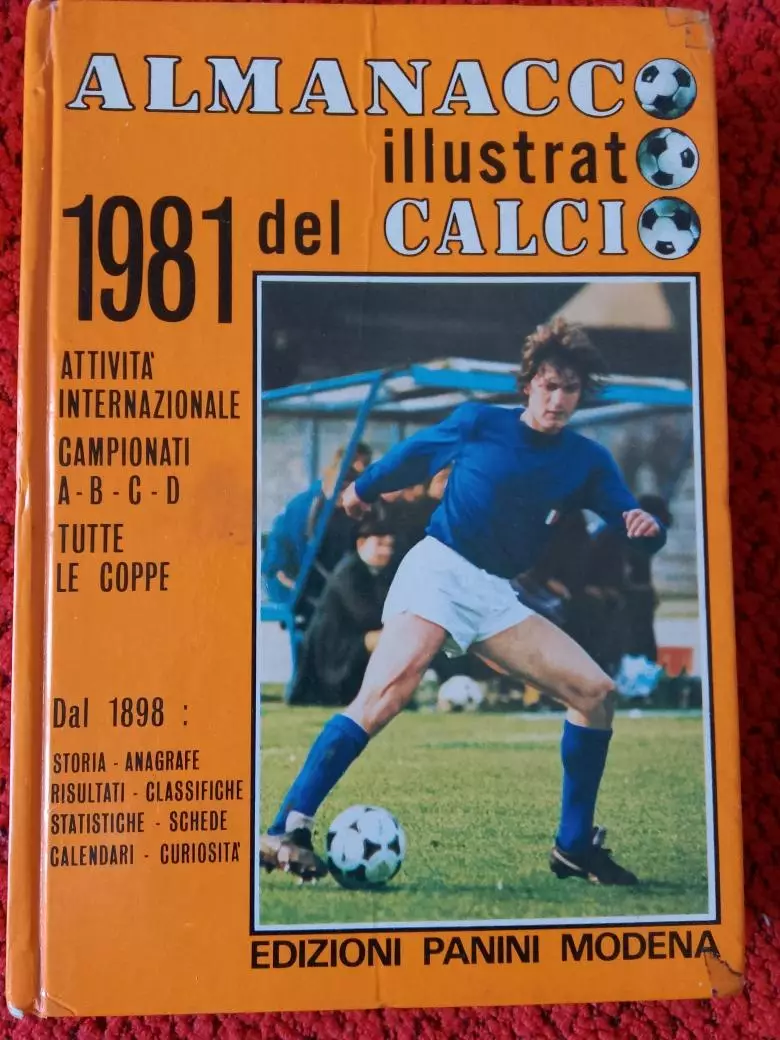 ALMANACCO
illustrato
1981 del CALCIO
ATTIVITA'
INTERNAZIONALE
CAMPIONATI
A-B-C-D
TUTTE
LE COPPE
Dal 1898 :
STORIA - ANAGRAFE
RISULTATI - CLASSIFICHE
STATISTICHE - SCHEDE
CALENDARI - CURIOSITA'
EDIZIONI PANINI MODENA